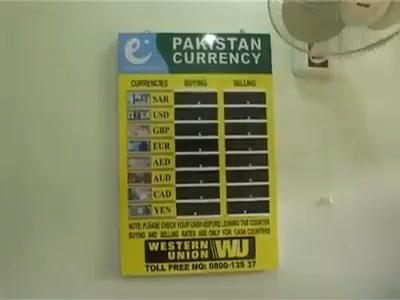 PAKISTAN
CURRENCY
CURRENCIES BUYING SELLING
SAR
USD
GBP
EUR
AED
AUD
CAD
YEN
NOTE: PLEASE CHECK YOUR CASH BEFORE LEAVING THE COUNTER
BUYING AND SELLING RATES ARE ONLY FOR CASH COUNTERS
WESTERN WU
UNION
TOLL FREE NO: 0800-135 37